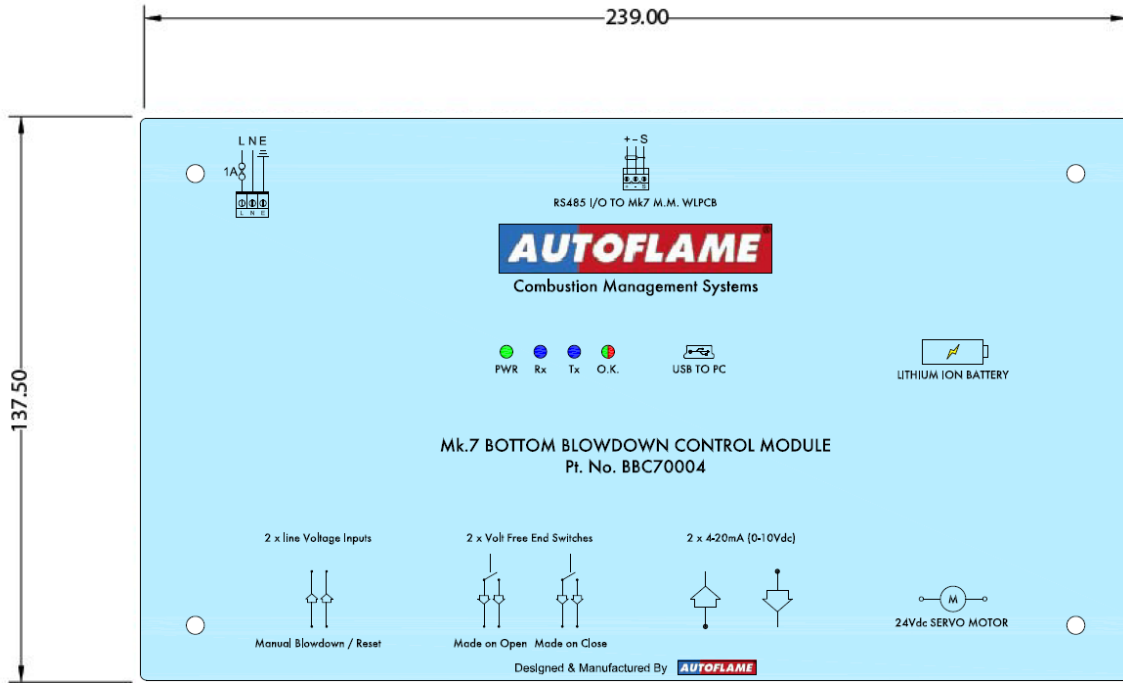 239.00
137.50
L N E
1A
L N E
+ - S
+ - S
RS485 I/O TO Mk7 M.M. WLPCB
AUTOFLAME®
Combustion Management Systems
PWR Rx Tx O.K.
USB TO PC
LITHIUM ION BATTERY
Mk.7 BOTTOM BLOWDOWN CONTROL MODULE
Pt. No. BBC70004
2 x line Voltage Inputs
Manual Blowdown / Reset
2 x Volt Free End Switches
Made on Open Made on Close
2 x 4-20mA (0-10Vdc)
M
24Vdc SERVO MOTOR
Designed & Manufactured By AUTOFLAME